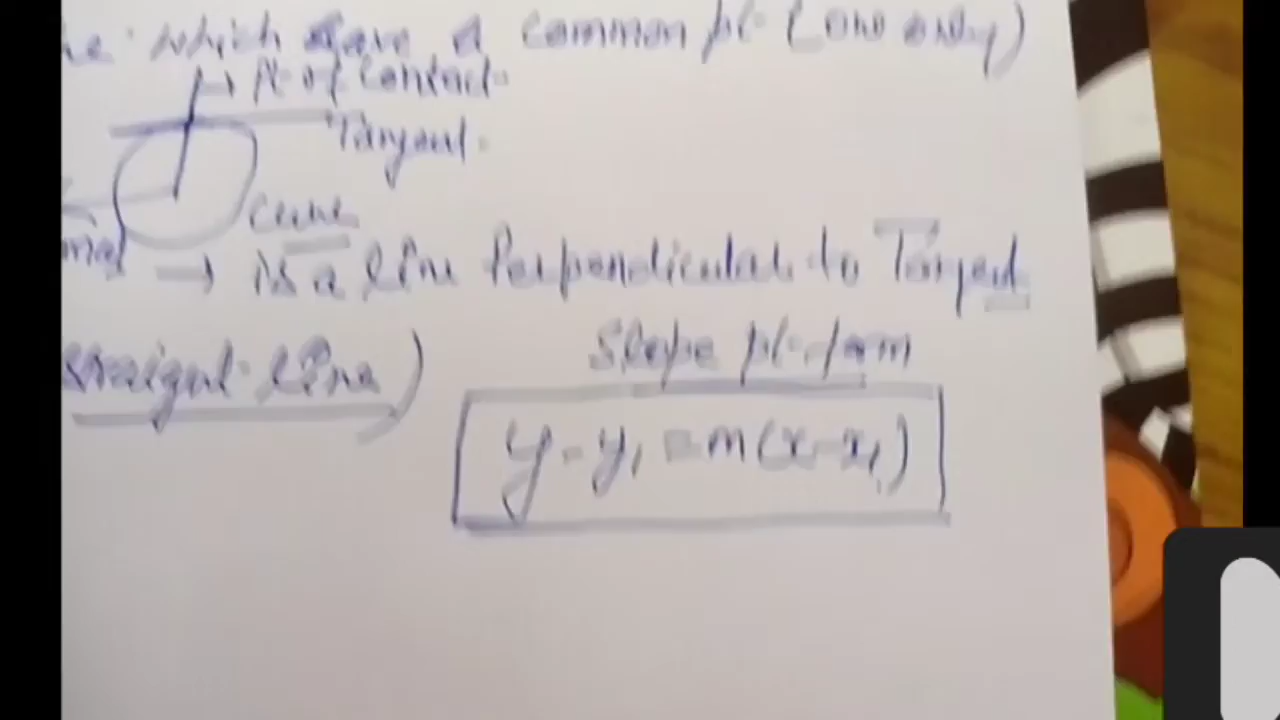 which have a common pt (one only)
→ Pt of Contact
Tangent
curve
→ is a line Perpendicular to Tangent
straight line)
Slope pt form
y - y₁ = m(x - x₁)